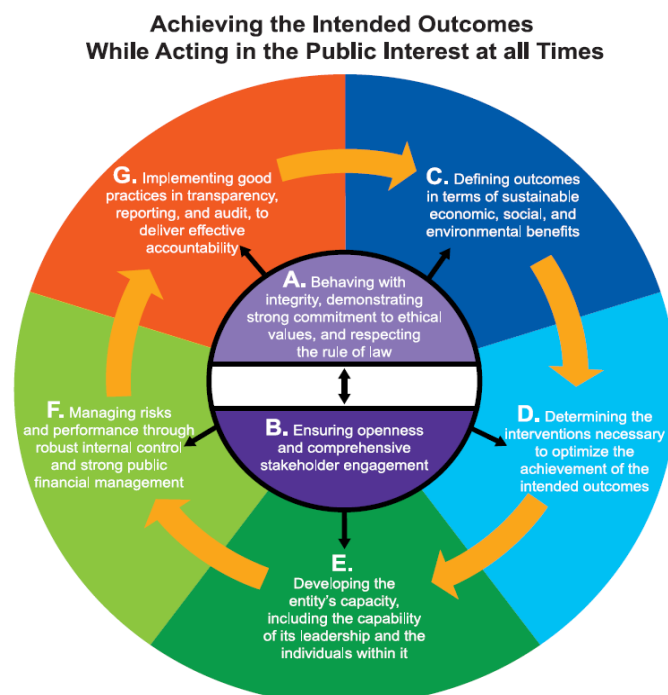 Achieving the Intended Outcomes
While Acting in the Public Interest at all Times
A. Behaving with
integrity, demonstrating
strong commitment to ethical
values, and respecting
the rule of law
B. Ensuring openness
and comprehensive
stakeholder engagement
C. Defining outcomes
in terms of sustainable
economic, social, and
environmental benefits
D. Determining the
interventions necessary
to optimize the
achievement of the
intended outcomes
E.
Developing the
entity's capacity,
including the capability
of its leadership and the
individuals within it
F. Managing risks
and performance through
robust internal control
and strong public
financial management
G. Implementing good
practices in transparency,
reporting, and audit, to
deliver effective
accountability